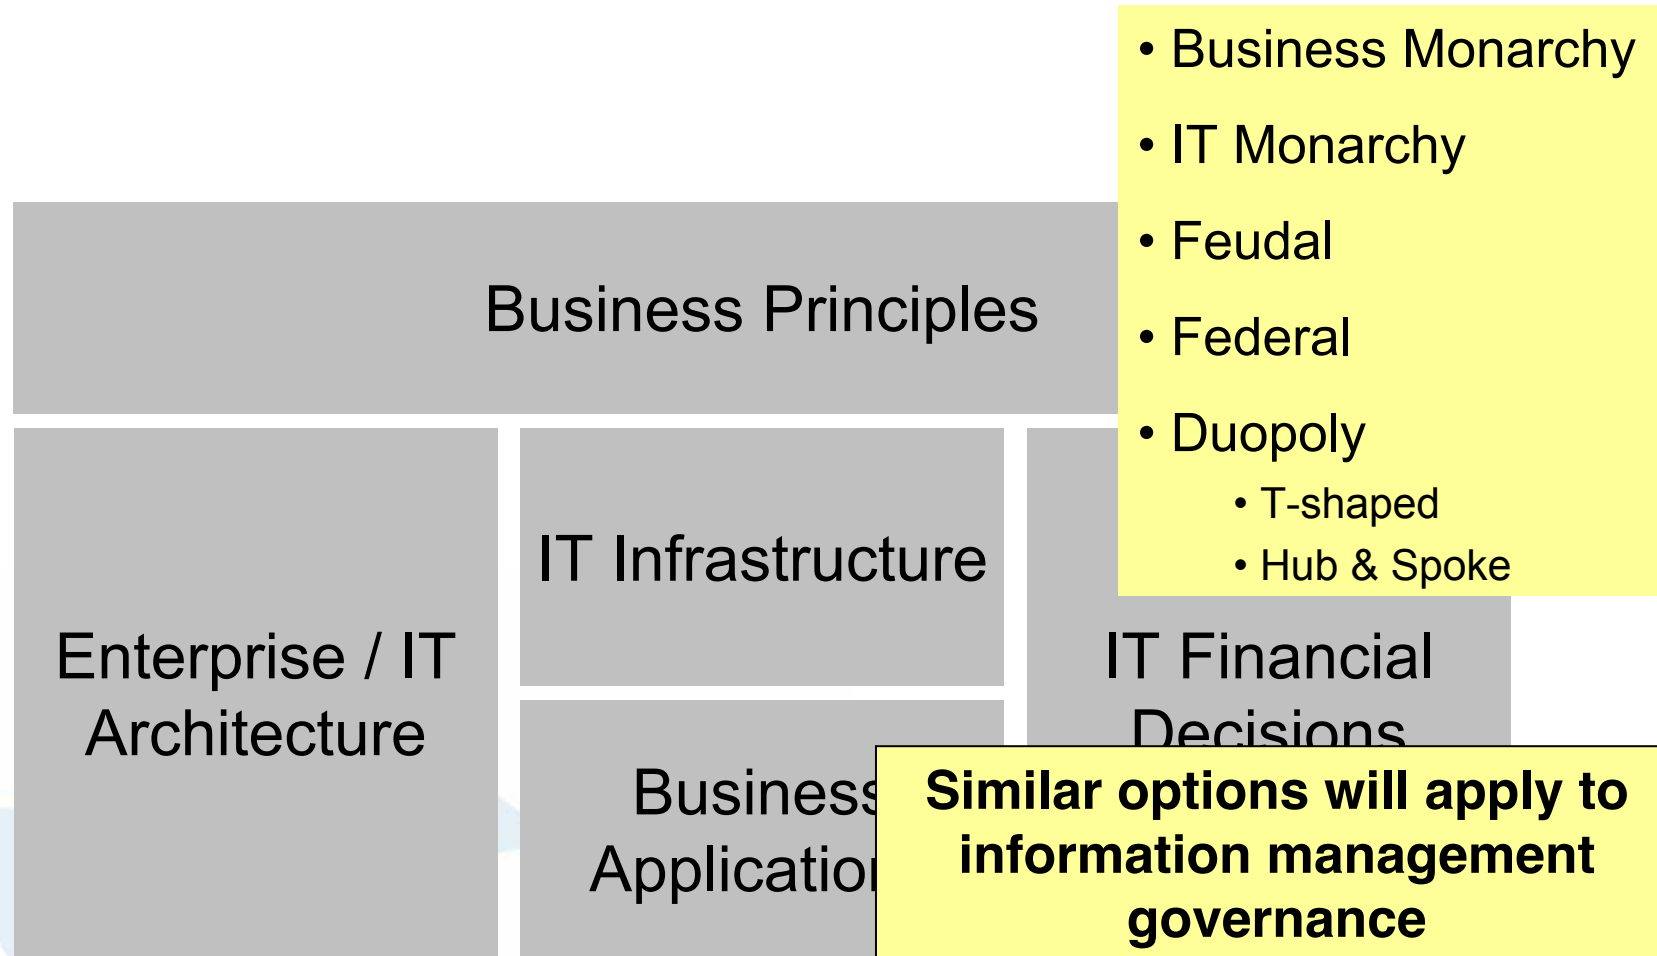 • Business Monarchy
• IT Monarchy
• Feudal
• Federal
• Duopoly
• T-shaped
• Hub & Spoke
Business Principles
Enterprise / IT
Architecture
IT Infrastructure
Business
Application
IT Financial
Decisions
Similar options will apply to
information management
governance